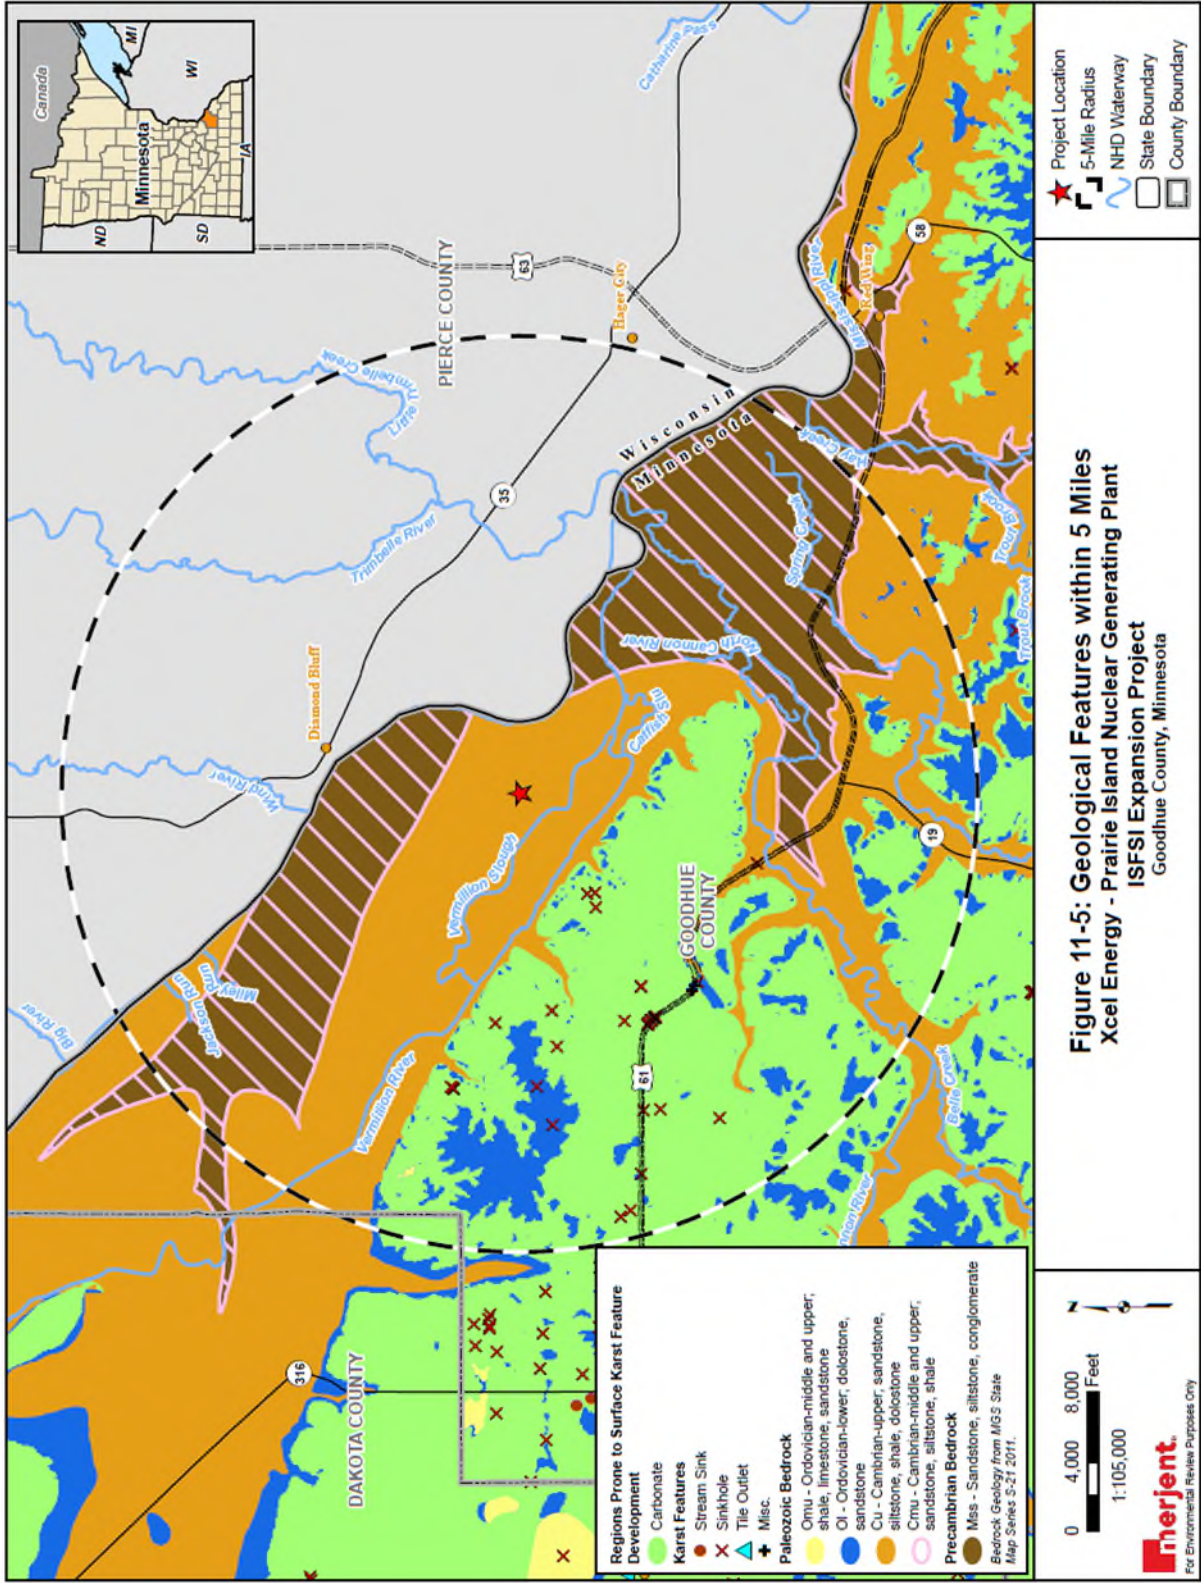 Canada
ND
SD
Minnesota
WI
MI
IA
Catharine Pass
PIERCE COUNTY
63
Hager City
Little Trimbelle Creek
35
Trimbelle River
Wisconsin
Minnesota
Mississippi River
Red Wing
58
Hay Creek
Spring Creek
Trout Brook
Trout Brook
North Cannon River
Catfish Slu
Diamond Bluff
Wind River
Vermillion Slough
GOODHUE
COUNTY
19
61
Big River
Jackson Run
Miley Run
Vermillion River
Belle Creek
nnon River
316
DAKOTA COUNTY
Regions Prone to Surface Karst Feature
Development
Carbonate
Karst Features
Stream Sink
Sinkhole
Tile Outlet
Misc.
Paleozoic Bedrock
Omu - Ordovician-middle and upper;
shale, limestone, sandstone
Ol - Ordovician-lower; dolostone,
sandstone
Cu - Cambrian-upper; sandstone,
siltstone, shale, dolostone
Cmu - Cambrian-middle and upper;
sandstone, siltstone, shale
Precambrian Bedrock
Mss - Sandstone, siltstone, conglomerate
Bedrock Geology from MGS State
Map Series S-21 2011.
Project Location
5-Mile Radius
NHD Waterway
State Boundary
County Boundary
Figure 11-5: Geological Features within 5 Miles
Xcel Energy - Prairie Island Nuclear Generating Plant
ISFSI Expansion Project
Goodhue County, Minnesota
N
0 4,000 8,000
Feet
1:105,000
merjent.
For Environmental Review Purposes Only